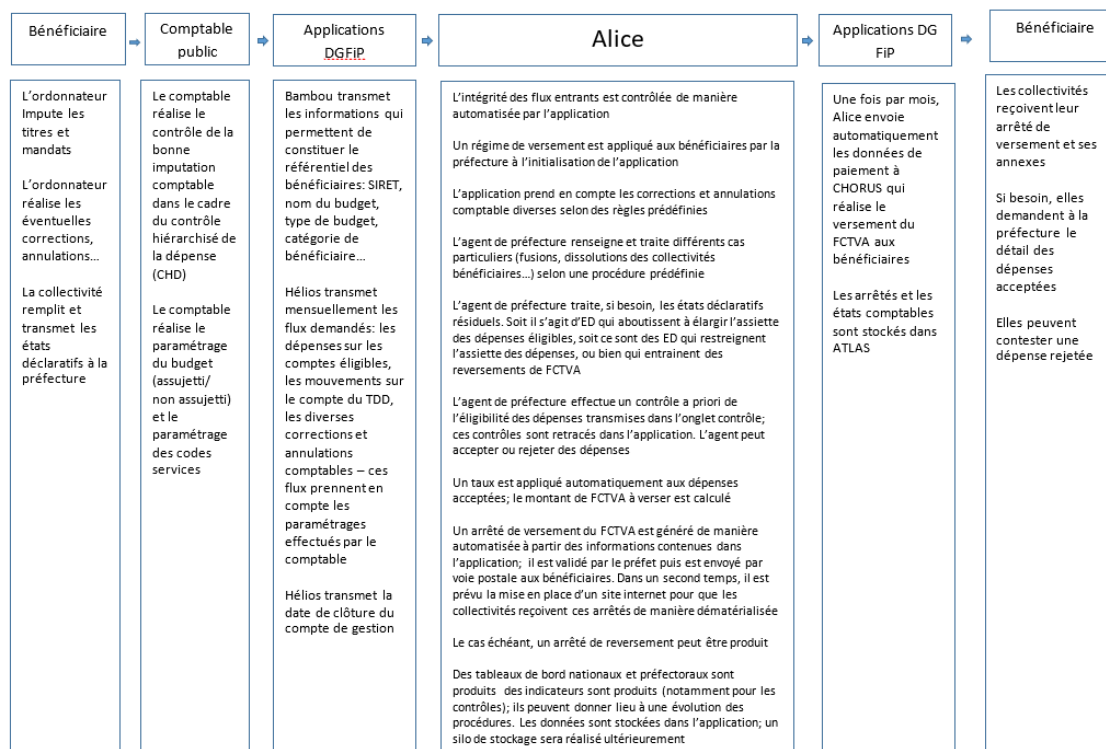 Bénéficiaire
L'ordonnateur
Impute les
titres et
mandats
L'ordonnateur
réalise les
éventuelles
corrections,
annulations…
La collectivité
remplit et
transmet les
états
déclaratifs à la
préfecture
Comptable
public
Le comptable
réalise le
contrôle de la
bonne
imputation
comptable
dans le cadre
du contrôle
hiérarchisé de
la dépense
(CHD)
Le comptable
réalise le
paramétrage
du budget
(assujetti/
non assujetti)
et le
paramétrage
des codes
services
Applications
DGFiP
Bambou transmet
les informations qui
permettent de
constituer le
référentiel des
bénéficiaires: SIRET,
nom du budget,
type de budget,
catégorie de
bénéficiaire…
Hélios transmet
mensuellement les
flux demandés: les
dépenses sur les
comptes éligibles,
les mouvements sur
le compte du TDD,
les diverses
corrections et
annulations
comptables – ces
flux prennent en
compte les
paramétrages
effectués par le
comptable
Hélios transmet la
date de clôture du
compte de gestion
Alice
L'intégrité des flux entrants est contrôlée de manière
automatisée par l'application
Un régime de versement est appliqué aux bénéficiaires par la
préfecture à l'initialisation de l'application
L'application prend en compte les corrections et annulations
comptable diverses selon des règles prédéfinies
L'agent de préfecture renseigne et traite différents cas
particuliers (fusions, dissolutions des collectivités
bénéficiaires…) selon une procédure prédéfinie
L'agent de préfecture traite, si besoin, les états déclaratifs
résiduels. Soit il s'agit d'ED qui aboutissent à élargir l'assiette
des dépenses éligibles, soit ce sont des ED qui restreignent
l'assiette des dépenses, ou bien qui entrainent des
reversements de FCTVA
L'agent de préfecture effectue un contrôle a priori de
l'éligibilité des dépenses transmises dans l'onglet contrôle;
ces contrôles sont retracés dans l'application. L'agent peut
accepter ou rejeter des dépenses
Un taux est appliqué automatiquement aux dépenses
acceptées; le montant de FCTVA à verser est calculé
Un arrêté de versement du FCTVA est généré de manière
automatisée à partir des informations contenues dans
l'application; il est validé par le préfet puis est envoyé par
voie postale aux bénéficiaires. Dans un second temps, il est
prévu la mise en place d'un site internet pour que les
collectivités reçoivent ces arrêtés de manière dématérialisée
Le cas échéant, un arrêté de reversement peut être produit
Des tableaux de bord nationaux et préfectoraux sont
produits des indicateurs sont produits (notamment pour les
contrôles); ils peuvent donner lieu à une évolution des
procédures. Les données sont stockées dans l'application; un
silo de stockage sera réalisé ultérieurement
Applications DG
FiP
Une fois par mois,
Alice envoie
automatiquement
les données de
paiement à
CHORUS qui
réalise le
versement du
FCTVA aux
bénéficiaires
Les arrêtés et les
états comptables
sont stockés dans
ATLAS
Bénéficiaire
Les collectivités
reçoivent leur
arrêté de
versement et ses
annexes
Si besoin, elles
demandent à la
préfecture le
détail des
dépenses
acceptées
Elles peuvent
contester une
dépense rejetée